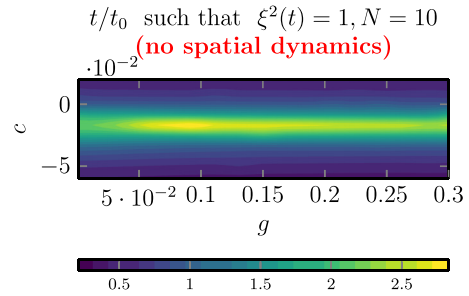 t/t₀ such that ξ²(t) = 1, N = 10
(no spatial dynamics)
·10⁻²
0
−5
c
5 · 10⁻² 0.1 0.15 0.2 0.25 0.3
g
0.5 1 1.5 2 2.5